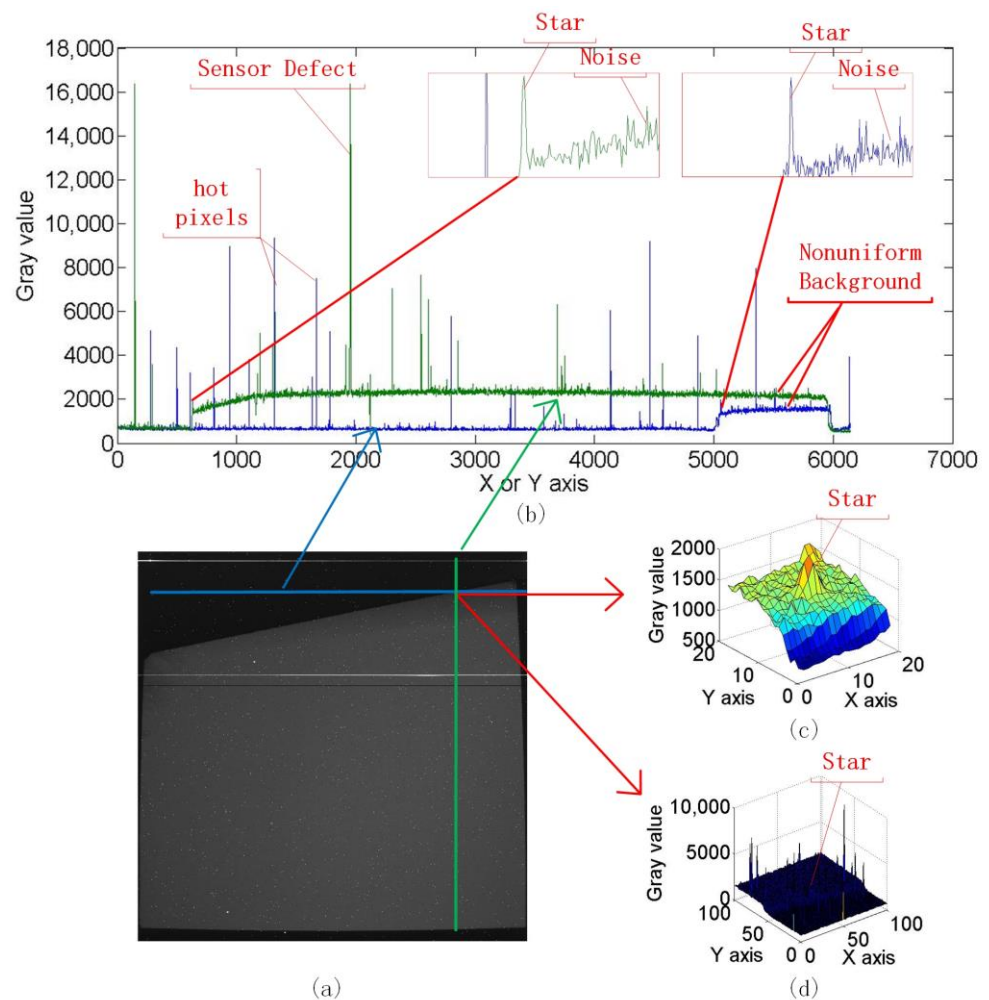 Star
Star
18,000
16,000
14,000
12,000
10,000
8000
6000
4000
2000
0
Gray value
Sensor Defect
Noise
Noise
hot
pixels
Nonuniform
Background
0 1000 2000 3000 4000 5000 6000 7000
X or Y axis
(b)
Star
2000
1500
1000
500
20
10
0 0
10
20
Gray value
Y axis
X axis
(c)
Star
10,000
5000
0
100
50
0 0
50
100
Gray value
Y axis
X axis
(a)
(d)